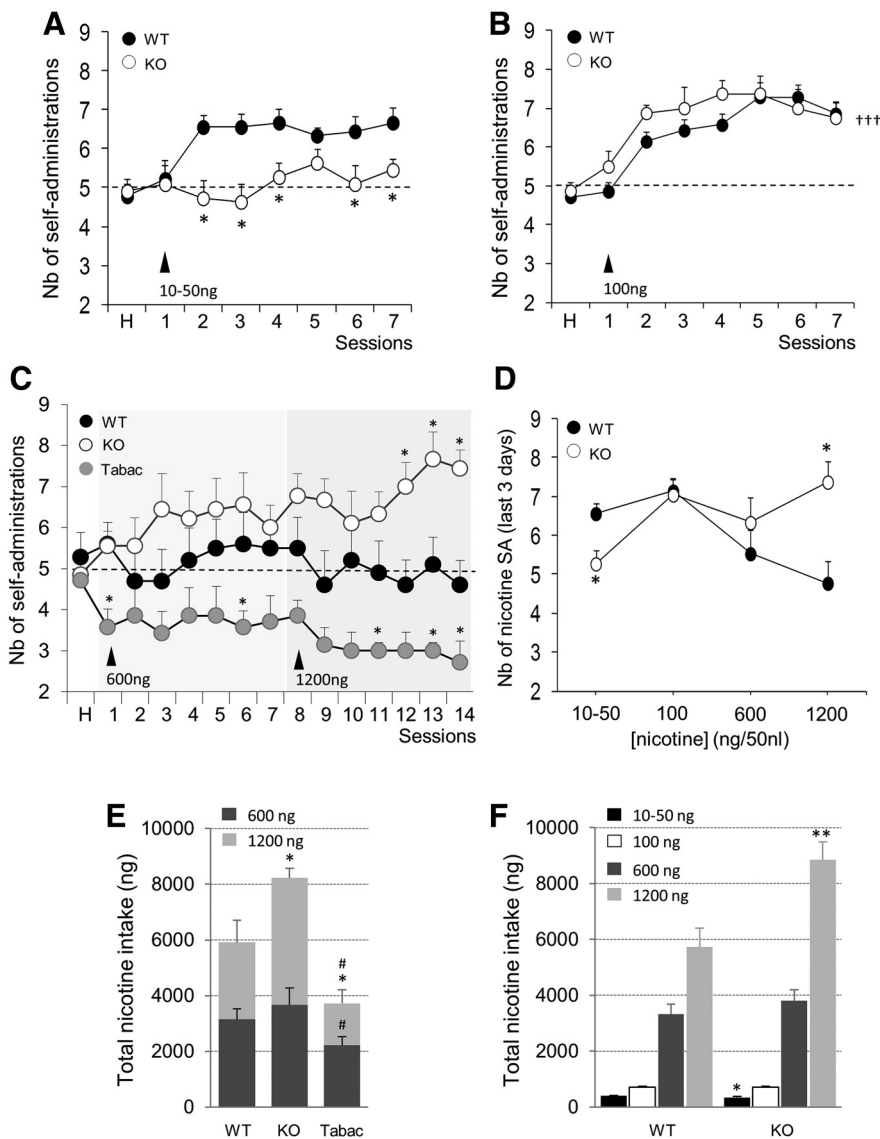 A
WT
KO
9
8
7
6
5
4
3
2
Nb of self-administrations
* * * * *
10-50ng
H 1 2 3 4 5 6 7
Sessions
B
WT
KO
9
8
7
6
5
4
3
2
Nb of self-administrations
†††
100ng
H 1 2 3 4 5 6 7
Sessions
C
WT
KO
Tabac
9
8
7
6
5
4
3
2
Nb of self-administrations
* * *
* * * * *
600ng
1200ng
H 1 2 3 4 5 6 7 8 9 10 11 12 13 14
Sessions
D
WT
KO
9
8
7
6
5
4
3
2
Nb of nicotine SA (last 3 days)
*
*
10-50 100 600 1200
[nicotine] (ng/50nl)
E
600 ng
1200 ng
10000
8000
6000
4000
2000
0
Total nicotine intake (ng)
*
#
*
#
WT KO Tabac
F
10-50 ng
100 ng
600 ng
1200 ng
10000
8000
6000
4000
2000
0
Total nicotine intake (ng)
**
*
WT KO